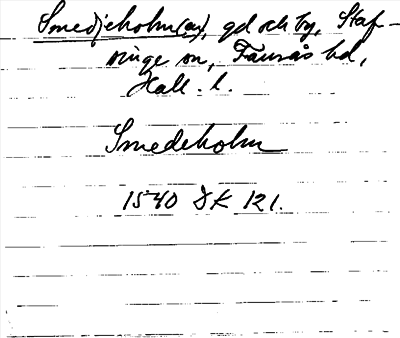 Smedjeholm(en), gd och by, Staf-
singe sn, Faurås hd,
Hall. l.
Smedeholm
1540 DK 121.